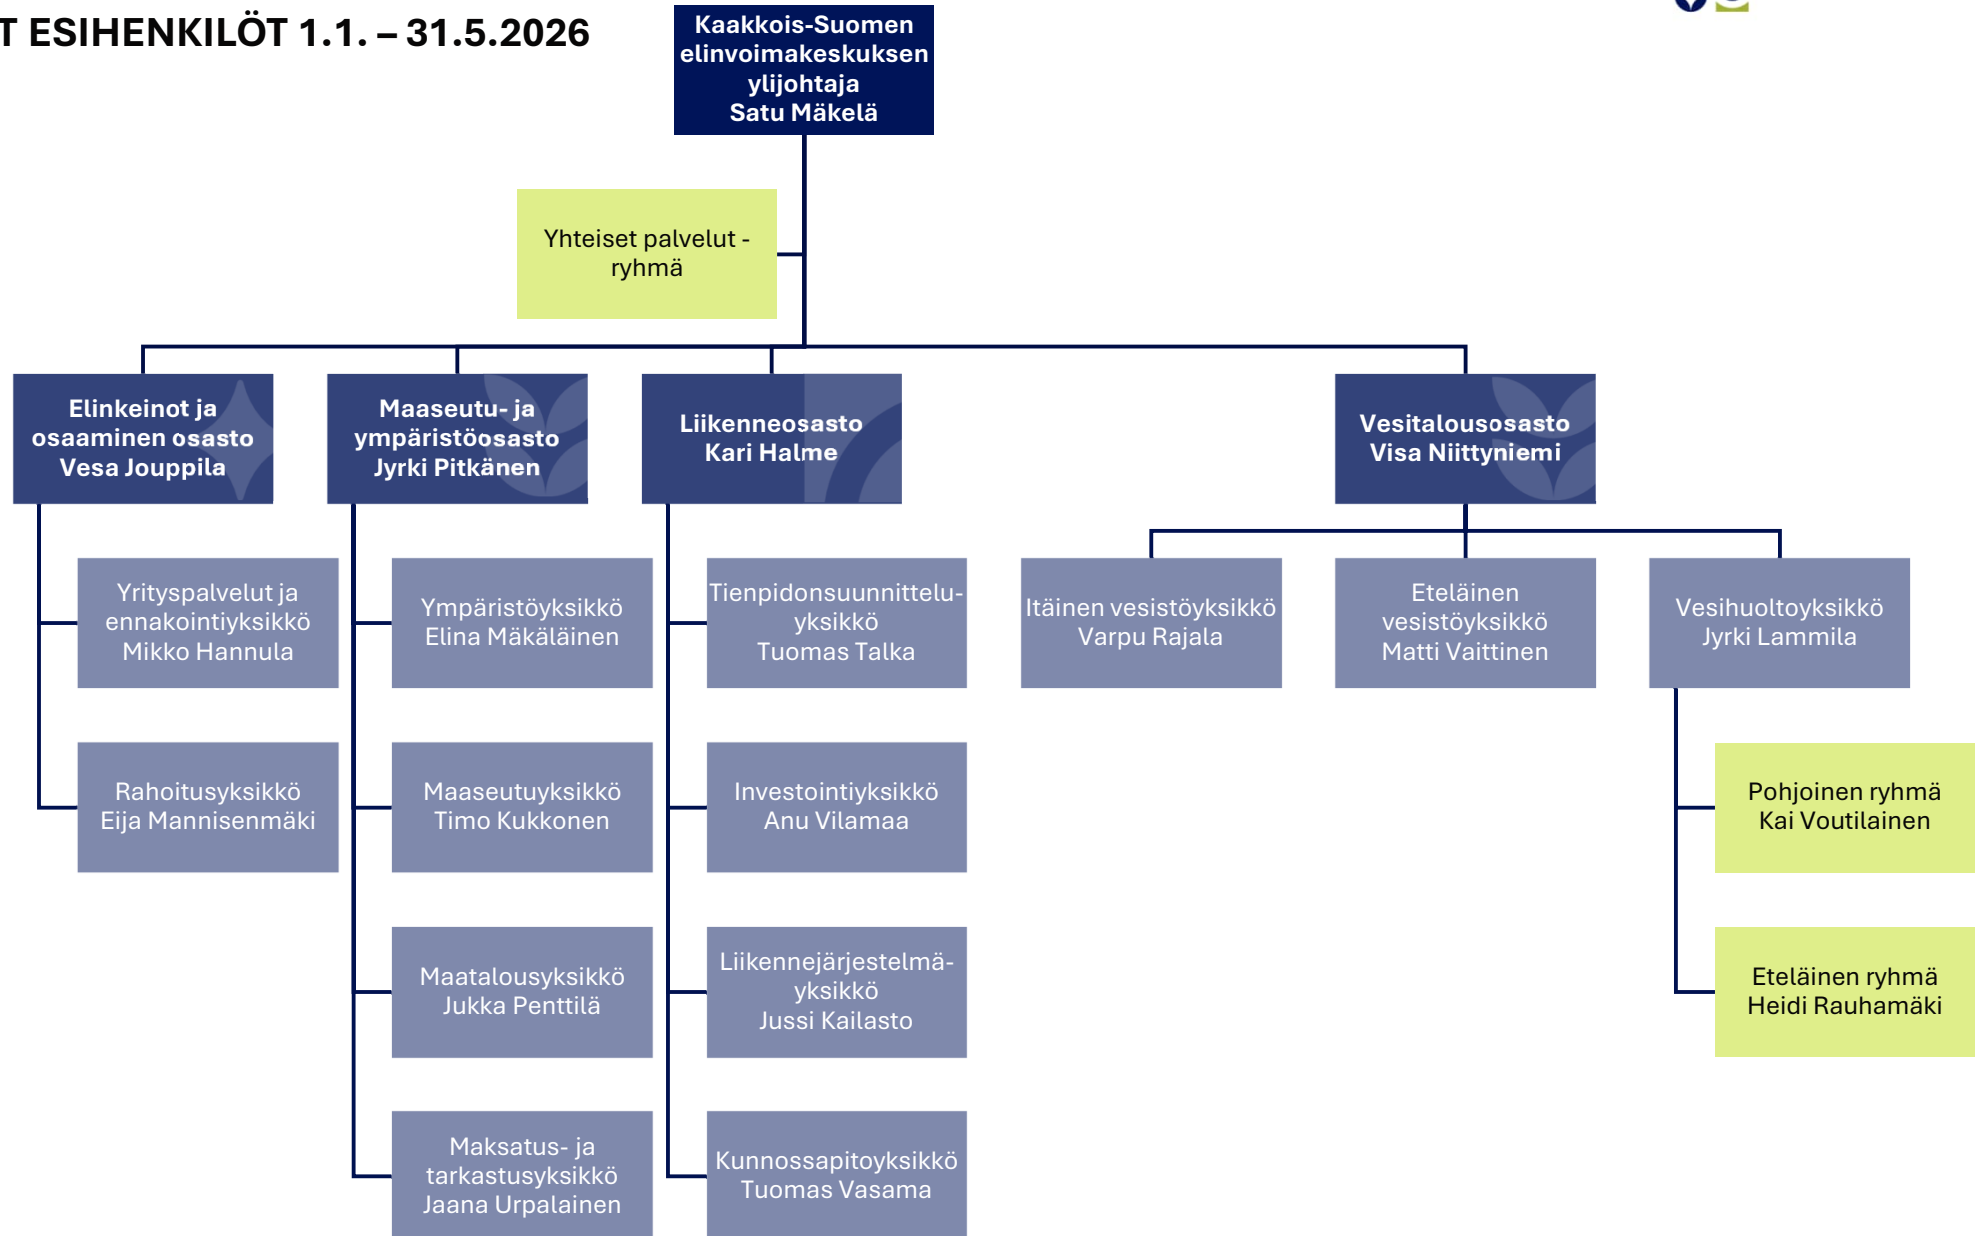 T ESIHENKILÖT 1.1. – 31.5.2026
Kaakkois-Suomen
elinvoimakeskuksen
ylijohtaja
Satu Mäkelä
Yhteiset palvelut -
ryhmä
Elinkeinot ja
osaaminen osasto
Vesa Jouppila
Maaseutu- ja
ympäristöosasto
Jyrki Pitkänen
Liikenneosasto
Kari Halme
Vesitalousosasto
Visa Niittyniemi
Yrityspalvelut ja
ennakointiyksikkö
Mikko Hannula
Ympäristöyksikkö
Elina Mäkäläinen
Tienpidonsuunnittelu-
yksikkö
Tuomas Talka
Itäinen vesistöyksikkö
Varpu Rajala
Eteläinen
vesistöyksikkö
Matti Vaittinen
Vesihuoltoyksikkö
Jyrki Lammila
Rahoitusyksikkö
Eija Mannisenmäki
Maaseutuyksikkö
Timo Kukkonen
Investointiyksikkö
Anu Vilamaa
Pohjoinen ryhmä
Kai Voutilainen
Maatalousyksikkö
Jukka Penttilä
Liikennejärjestelmä-
yksikkö
Jussi Kailasto
Eteläinen ryhmä
Heidi Rauhamäki
Maksatus- ja
tarkastusyksikkö
Jaana Urpalainen
Kunnossapitoyksikkö
Tuomas Vasama